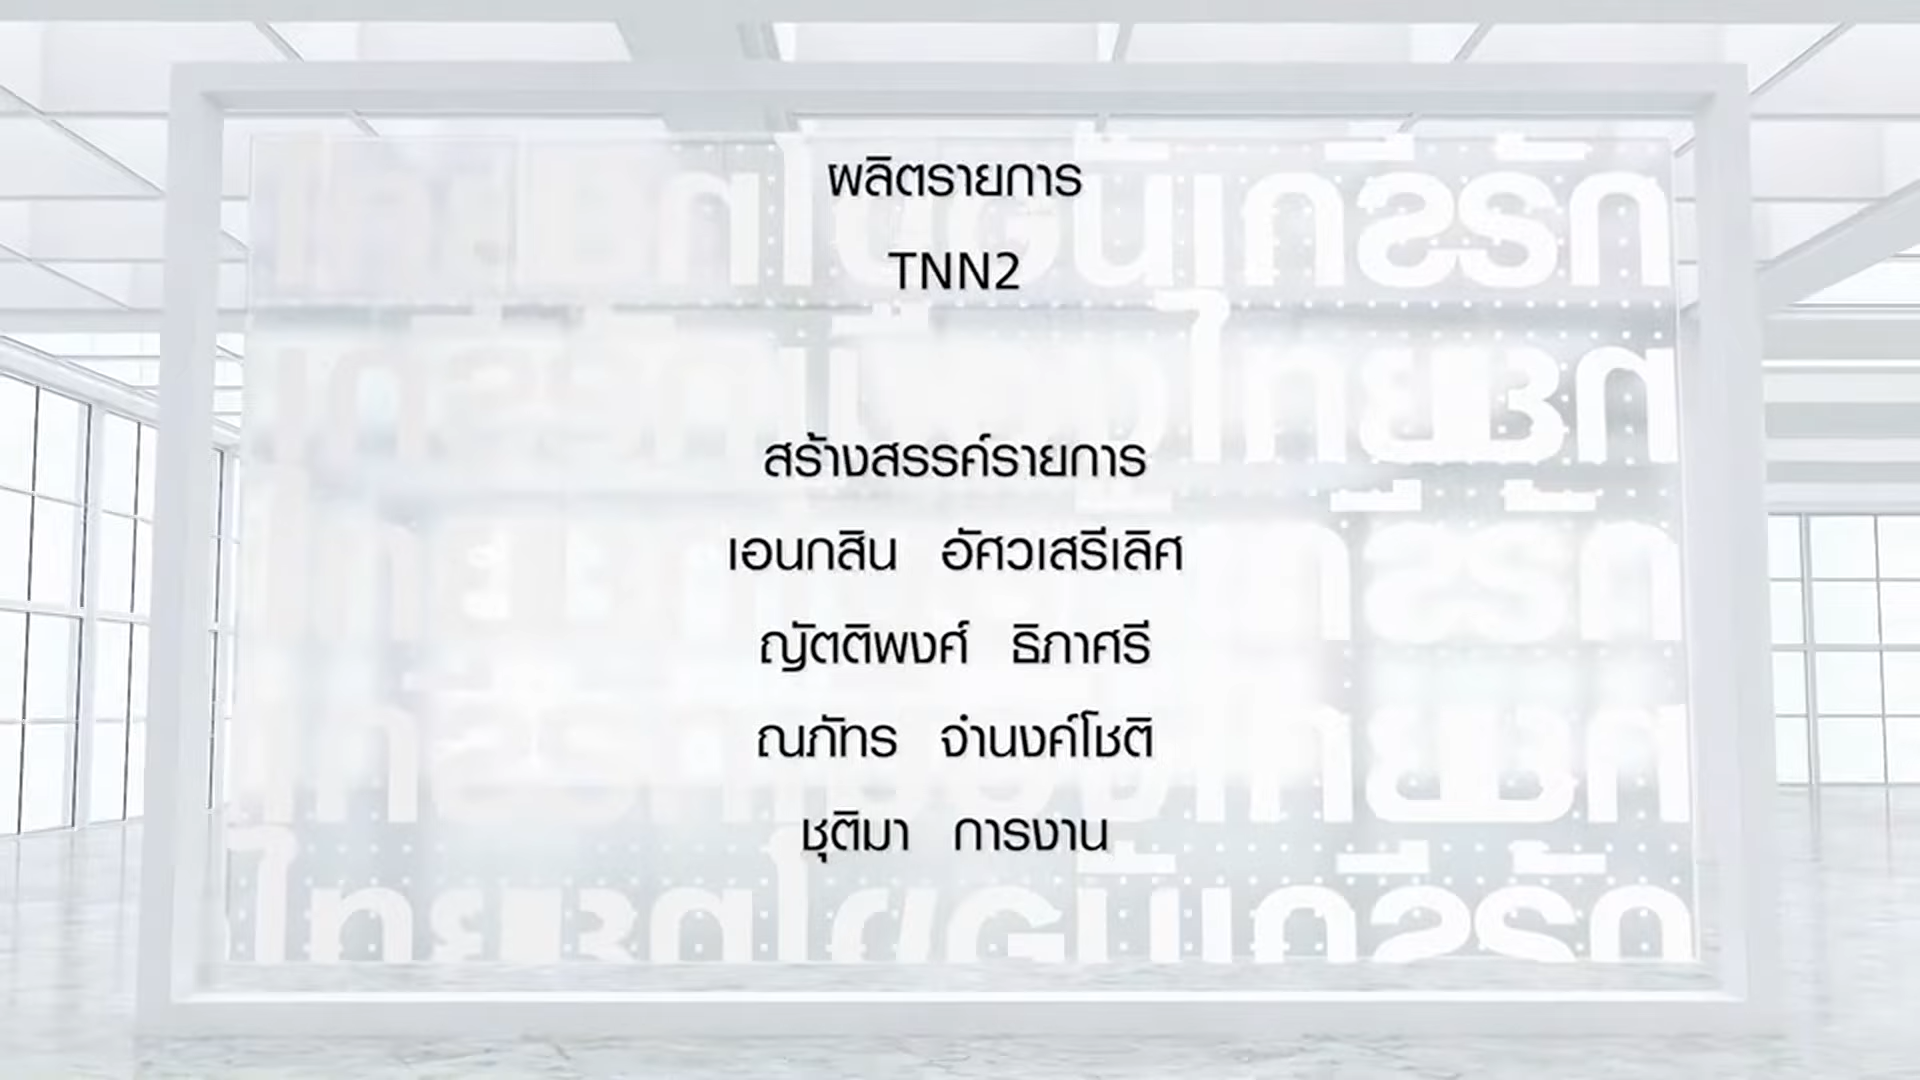 ผลิตรายการ
TNN2
สร้างสรรค์รายการ
เอนกสิน อัศวเสรีเลิศ
ญัตติพงศ์ ธิภาศรี
ณภัทร จำนงค์โชติ
ชุติมา การงาน